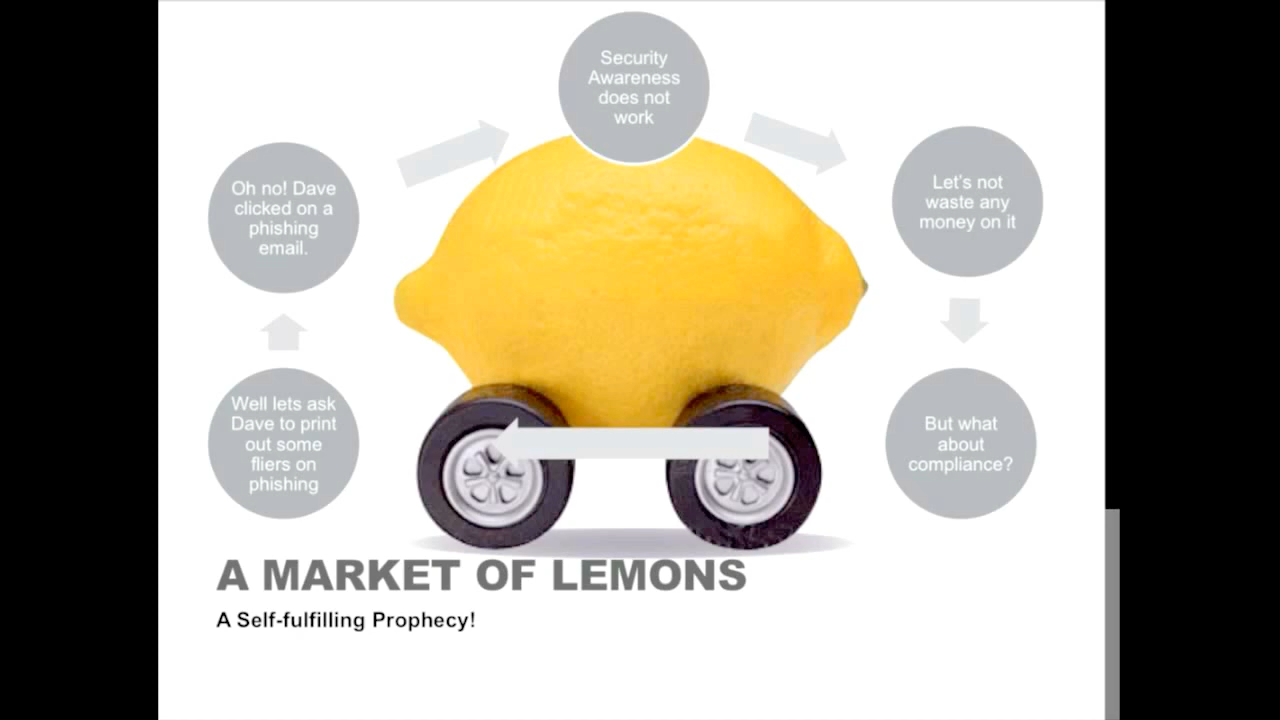 Security
Awareness
does not
work
Let's not
waste any
money on it
But what
about
compliance?
Well lets ask
Dave to print
out some
fliers on
phishing
Oh no! Dave
clicked on a
phishing
email.
A MARKET OF LEMONS
A Self-fulfilling Prophecy!